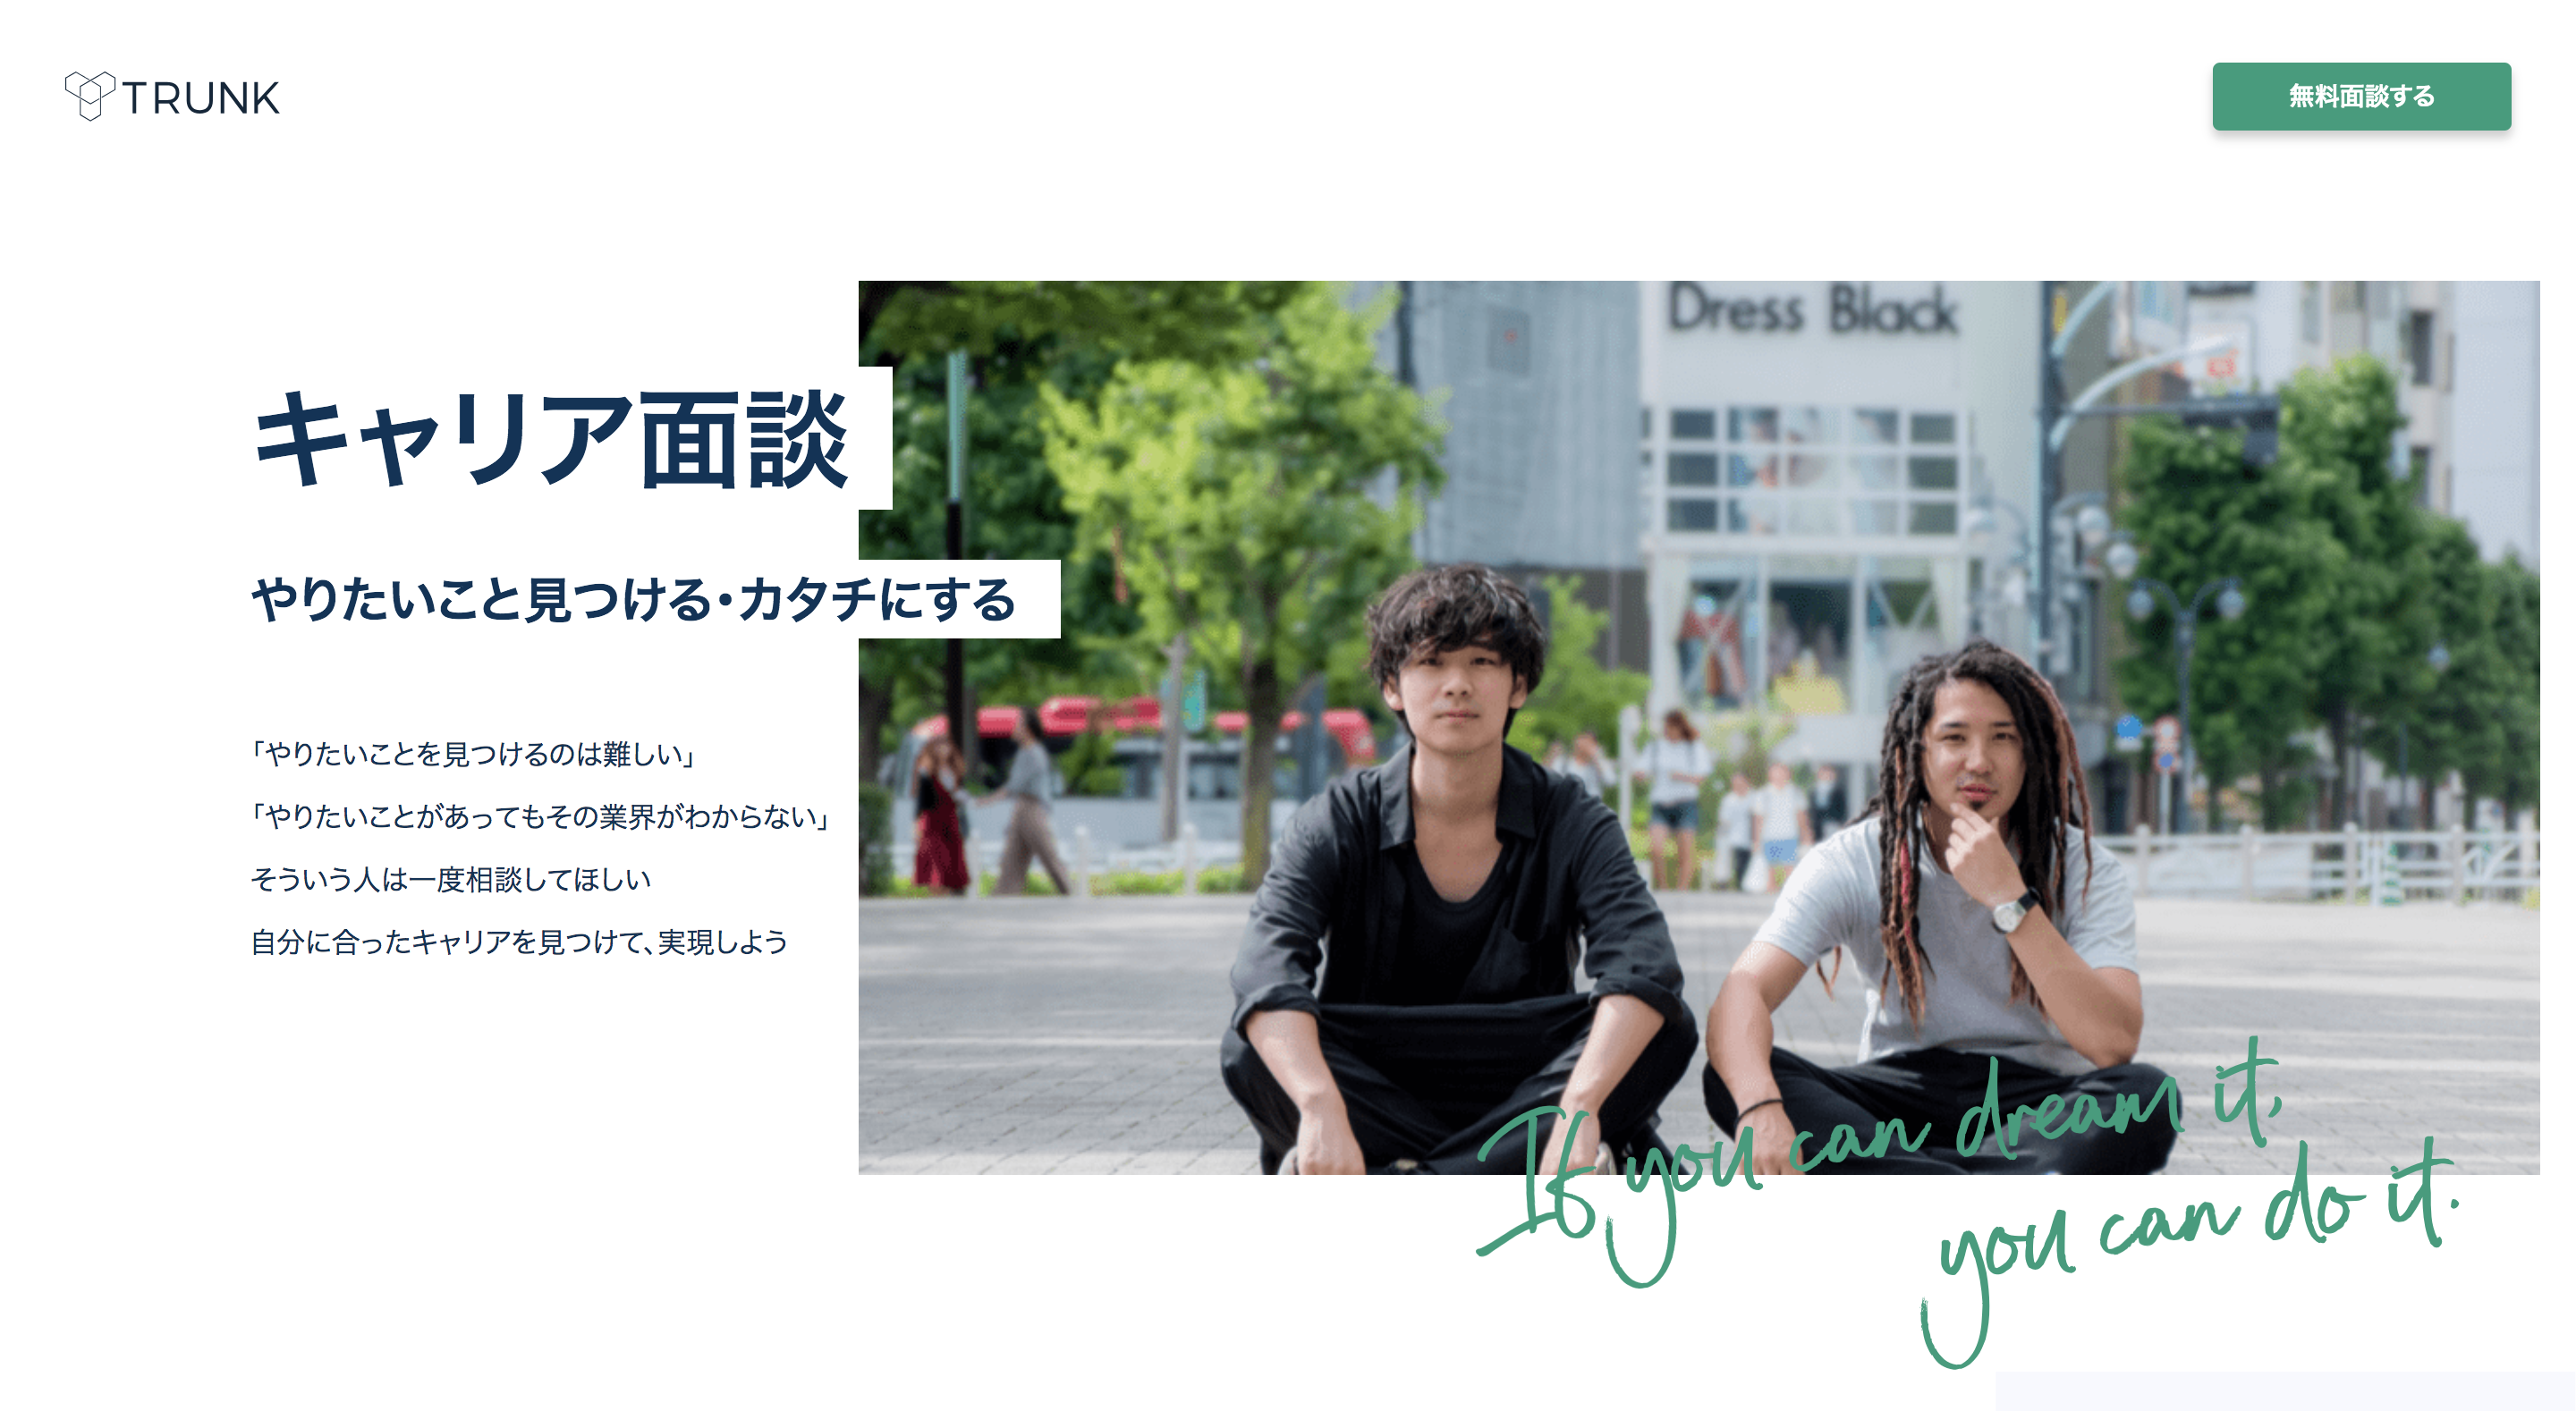 TRUNK
無料面談する
Dress Black
キャリア面談
やりたいこと見つける・カタチにする
「やりたいことを見つけるのは難しい」
「やりたいことがあってもその業界がわからない」
そういう人は一度相談してほしい
自分に合ったキャリアを見つけて、実現しよう
If you can dream it,
you can do it.